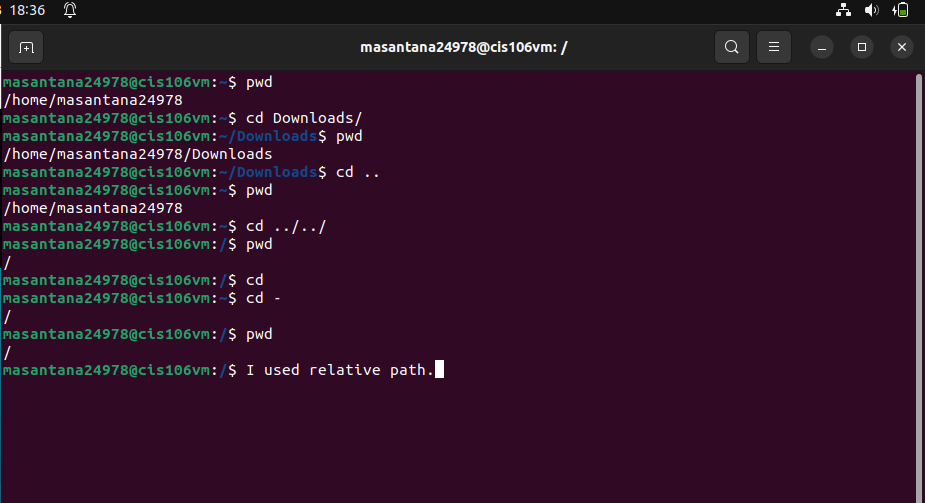 18:36
masantana24978@cis106vm: /
masantana24978@cis106vm:~$ pwd
/home/masantana24978
masantana24978@cis106vm:~$ cd Downloads/
masantana24978@cis106vm:~/Downloads$ pwd
/home/masantana24978/Downloads
masantana24978@cis106vm:~/Downloads$ cd ..
masantana24978@cis106vm:~$ pwd
/home/masantana24978
masantana24978@cis106vm:~$ cd ../../
masantana24978@cis106vm:/$ pwd
/
masantana24978@cis106vm:/$ cd
masantana24978@cis106vm:~$ cd -
/
masantana24978@cis106vm:/$ pwd
/
masantana24978@cis106vm:/$ I used relative path.